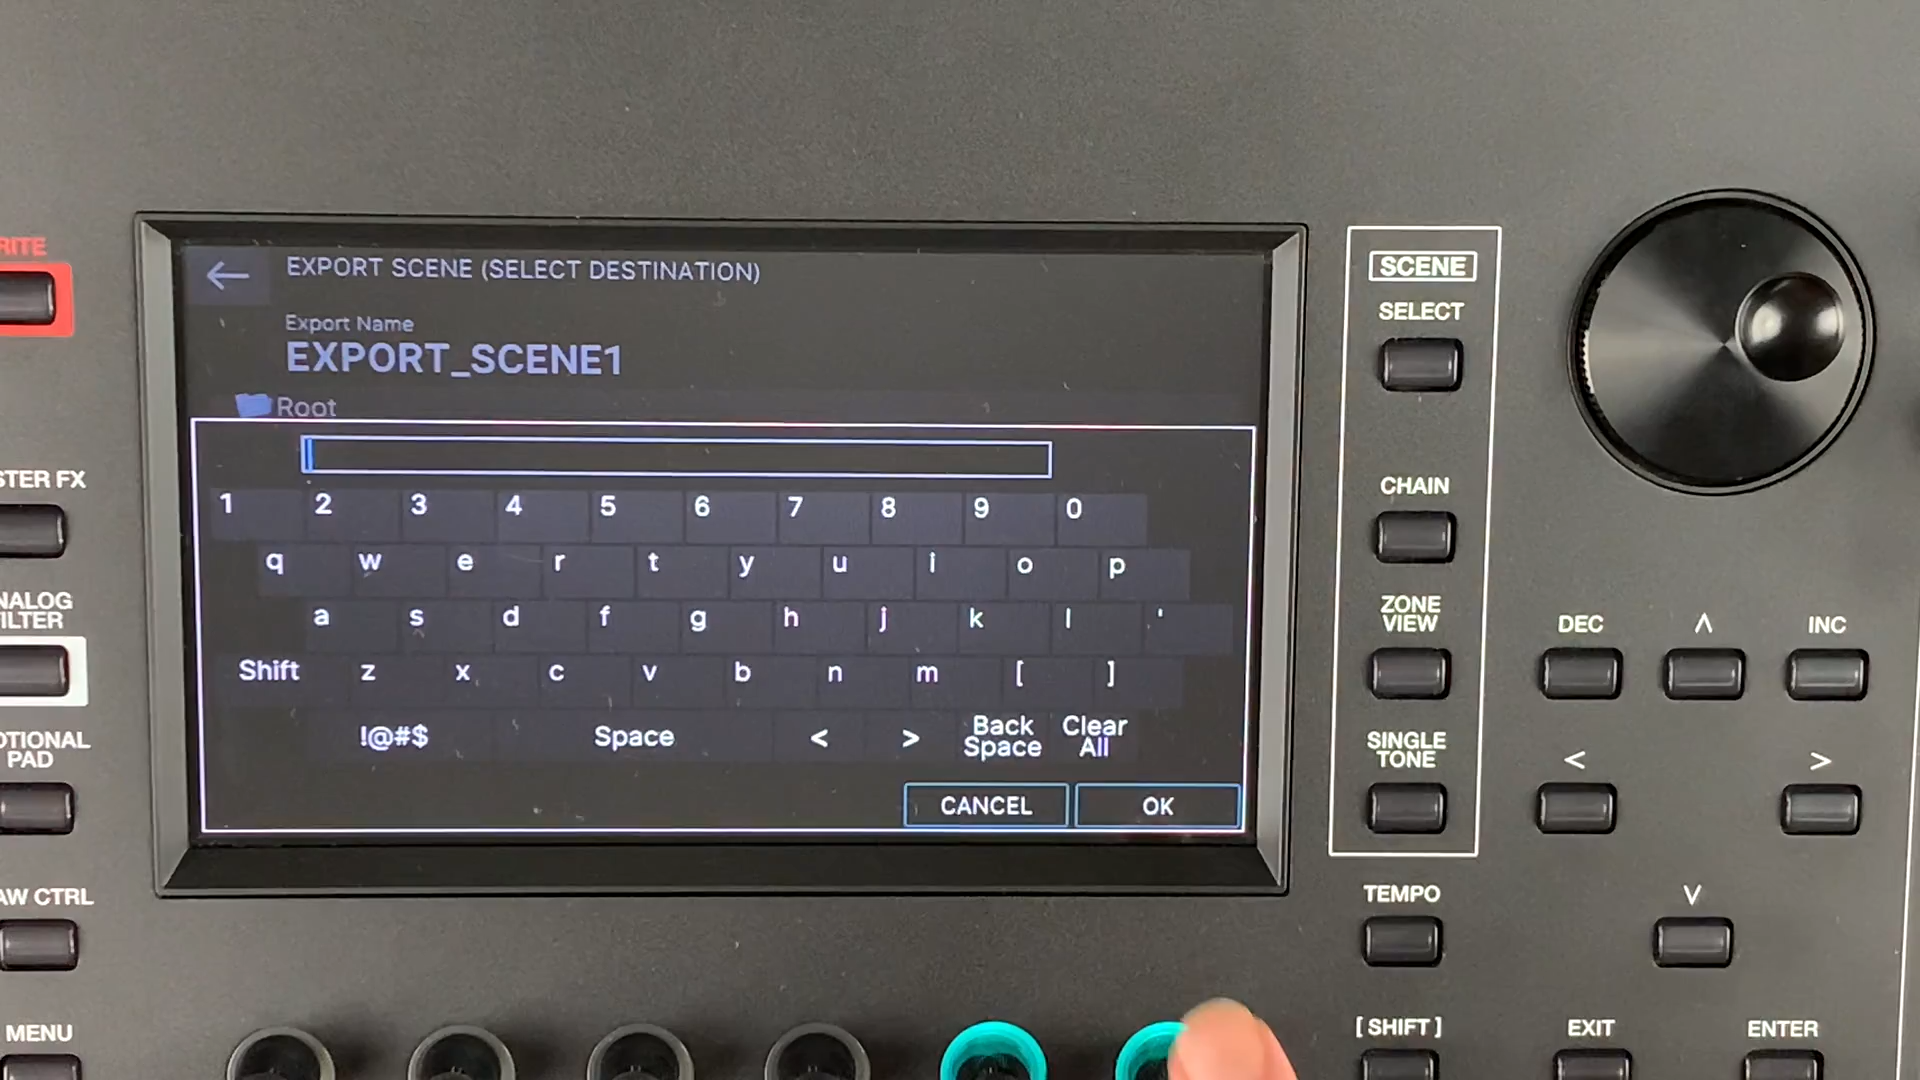 EXPORT SCENE (SELECT DESTINATION)
Export Name
EXPORT_SCENE1
Root
1 2 3 4 5 6 7 8 9 0
q w e r t y u i o p
a s d f g h j k l '
Shift z x c v b n m [ ]
!@#$ Space < > Back Space Clear All
CANCEL OK
RITE
STER FX
NALOG
ILTER
OTIONAL
PAD
AW CTRL
MENU
SCENE
SELECT
CHAIN
ZONE
VIEW
SINGLE
TONE
TEMPO
[SHIFT]
DEC INC
< >
EXIT
ENTER